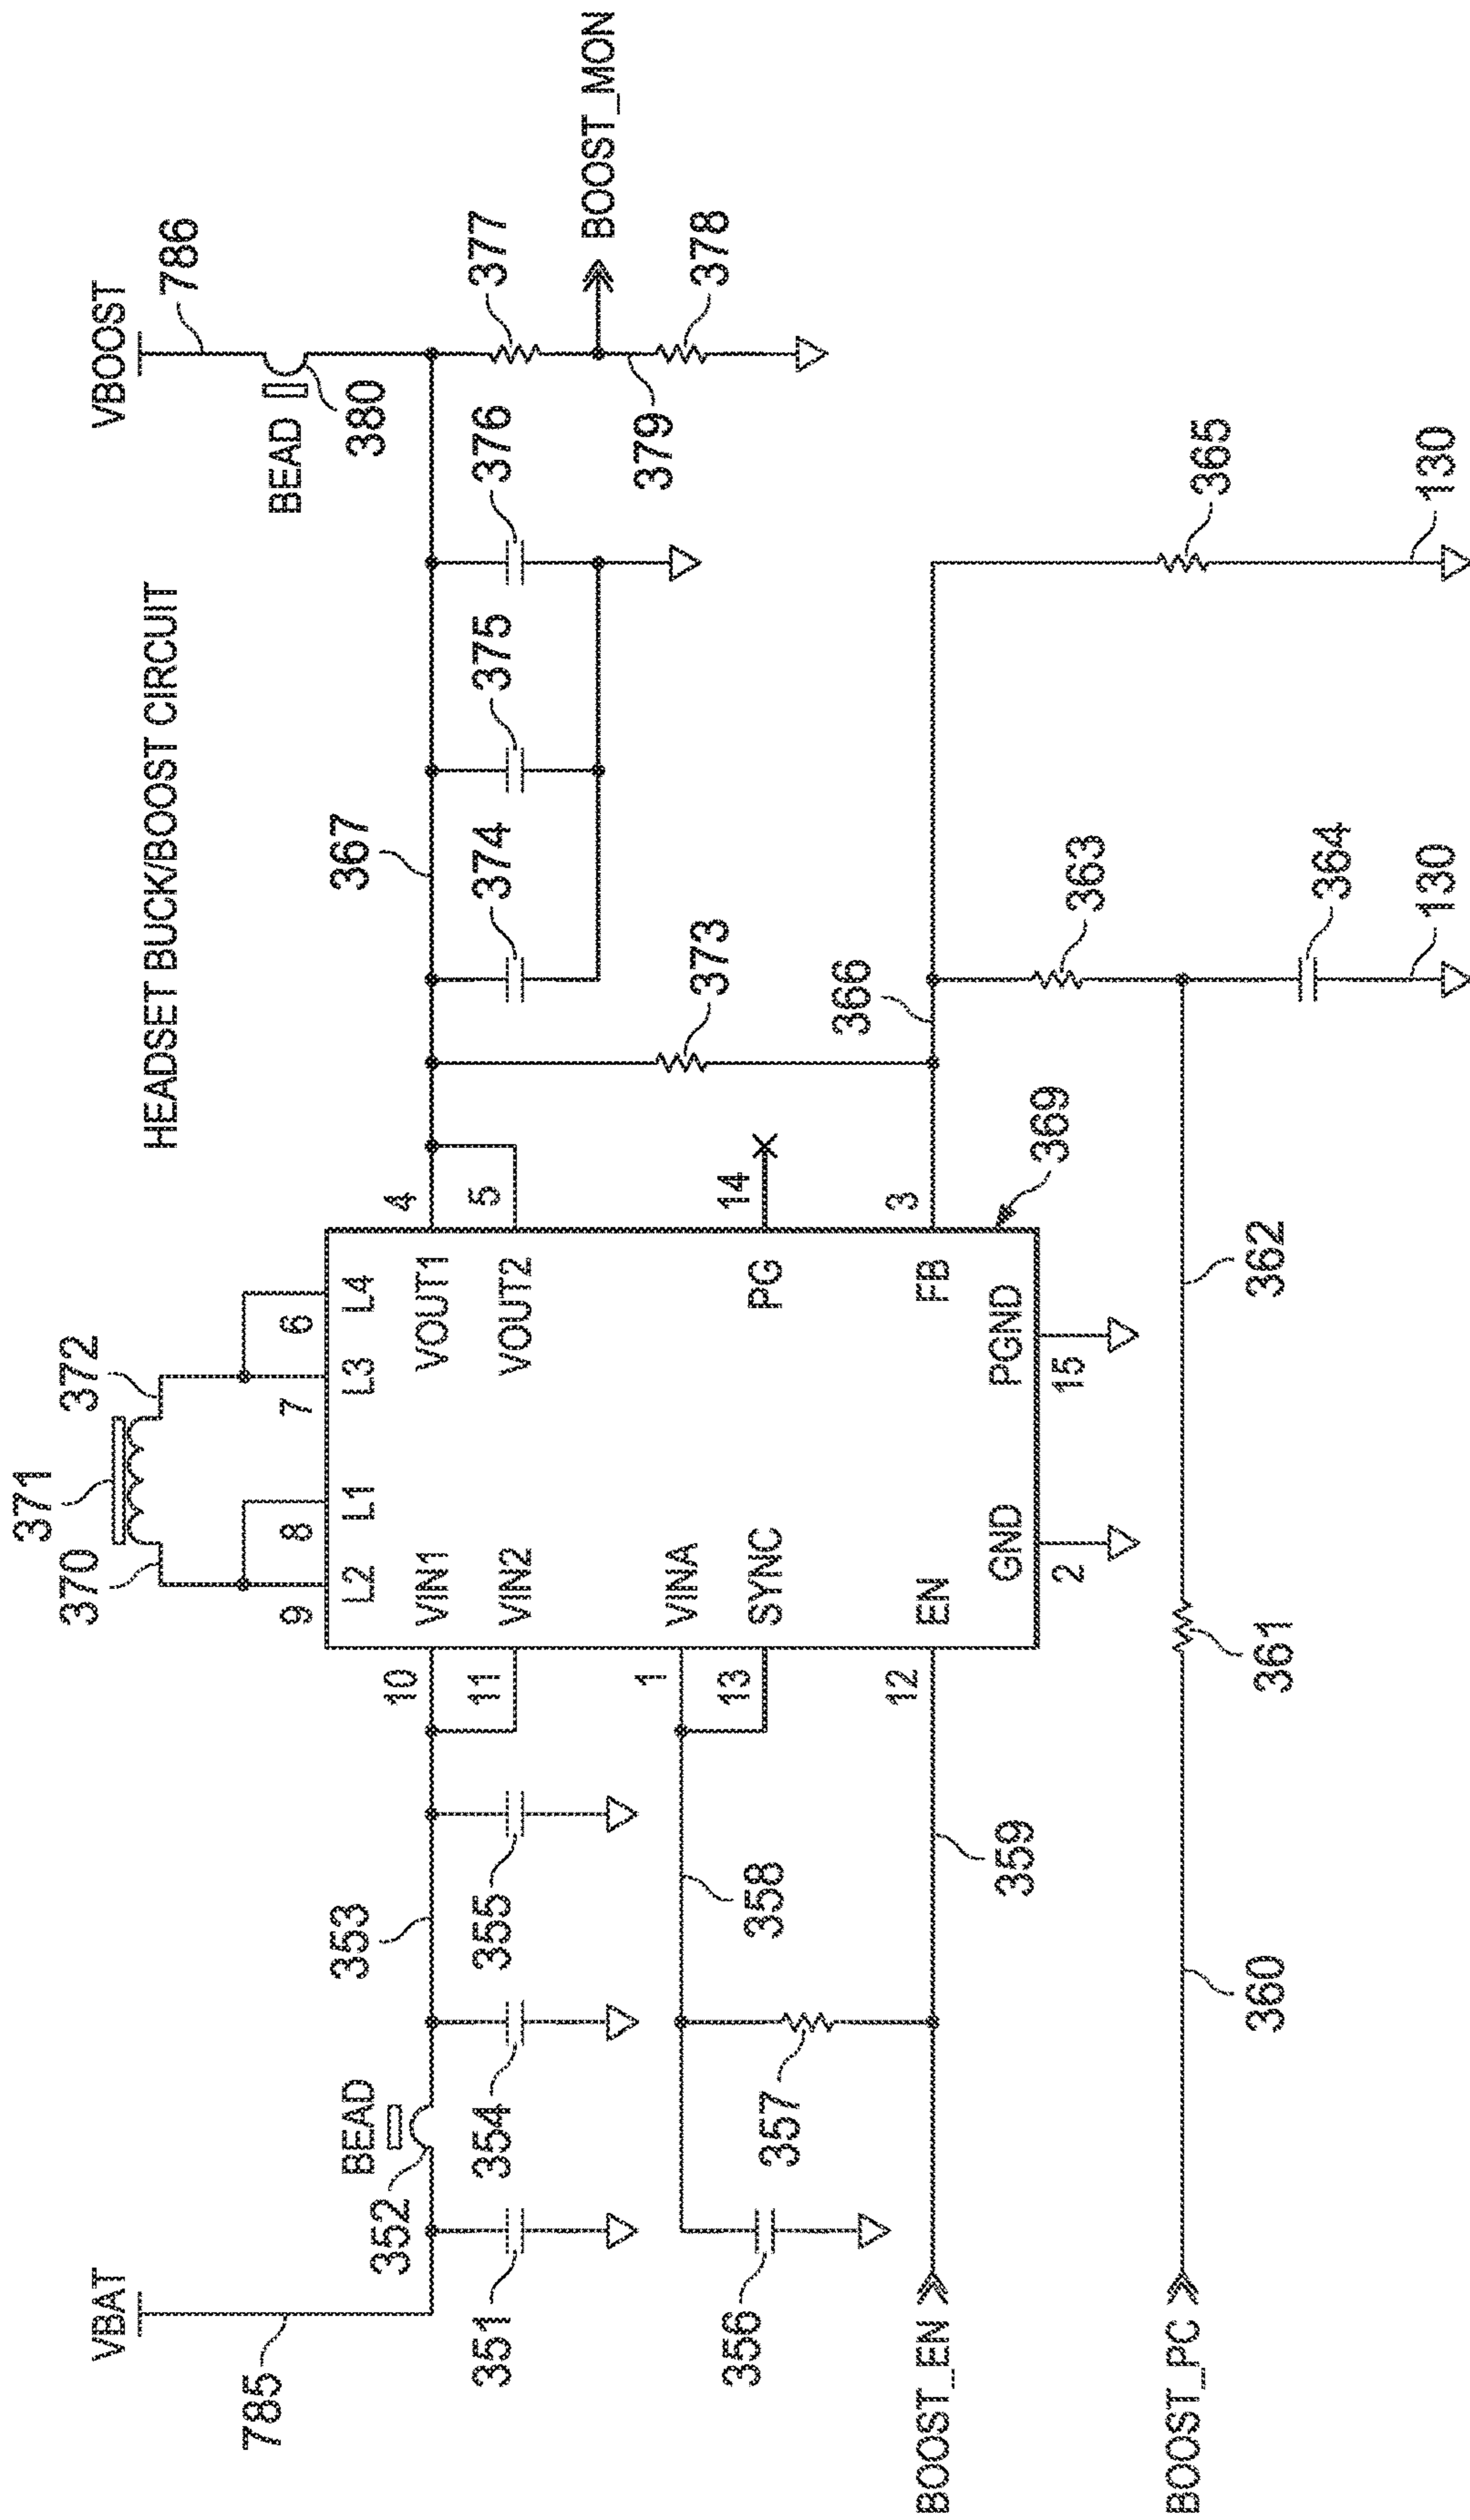 HEADSET BUCK/BOOST CIRCUIT
VBAT
785
BEAD
352
353
351
354
355
356
357
358
359
BOOST_EN
BOOST_PC
360
361
362
370
371
372
9
8
7
6
L2
L1
L3
L4
10
VIN1
11
VIN2
1
VINA
13
SYNC
12
EN
GND
2
PGND
15
VOUT1
4
VOUT2
5
PG
14
FB
3
369
373
367
374
375
376
366
363
364
130
365
130
VBOOST
786
BEAD
380
377
BOOST_MON
379
378